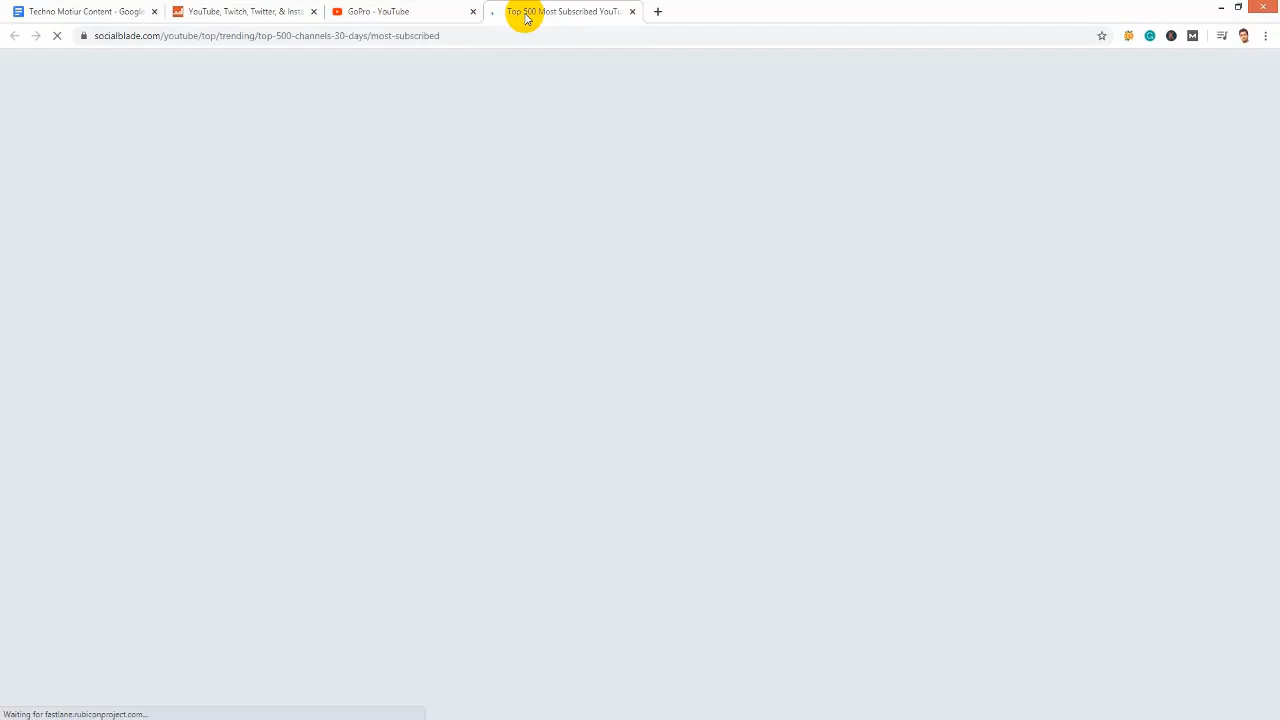 Techno Motiur Content - Google
YouTube, Twitch, Twitter, & Insta
GoPro - YouTube
Top 500 Most Subscribed YouTu
socialblade.com/youtube/top/trending/top-500-channels-30-days/most-subscribed
Waiting for fastlane.rubiconproject.com...